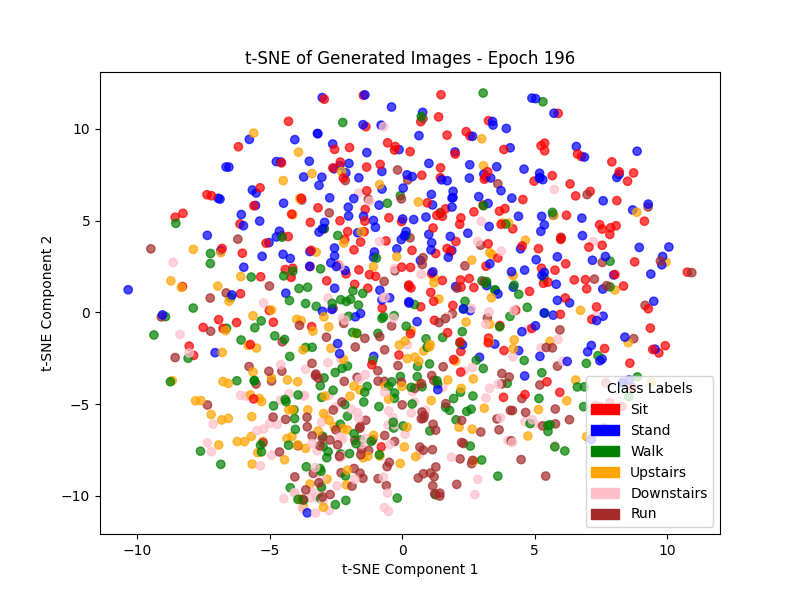 t-SNE of Generated Images - Epoch 196
t-SNE Component 2
10
5
0
−5
−10
Class Labels
Sit
Stand
Walk
Upstairs
Downstairs
Run
−10
−5
0
5
10
t-SNE Component 1